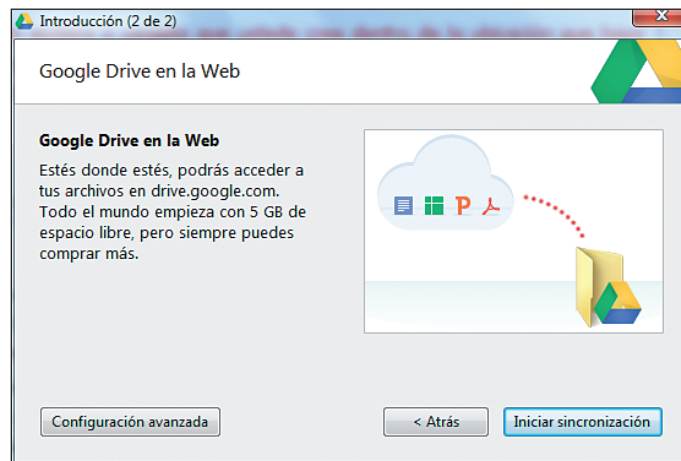 Introducción (2 de 2)
Google Drive en la Web
Google Drive en la Web
Estés donde estés, podrás acceder a
tus archivos en drive.google.com.
Todo el mundo empieza con 5 GB de
espacio libre, pero siempre puedes
comprar más.
P
Configuración avanzada
< Atrás
Iniciar sincronización